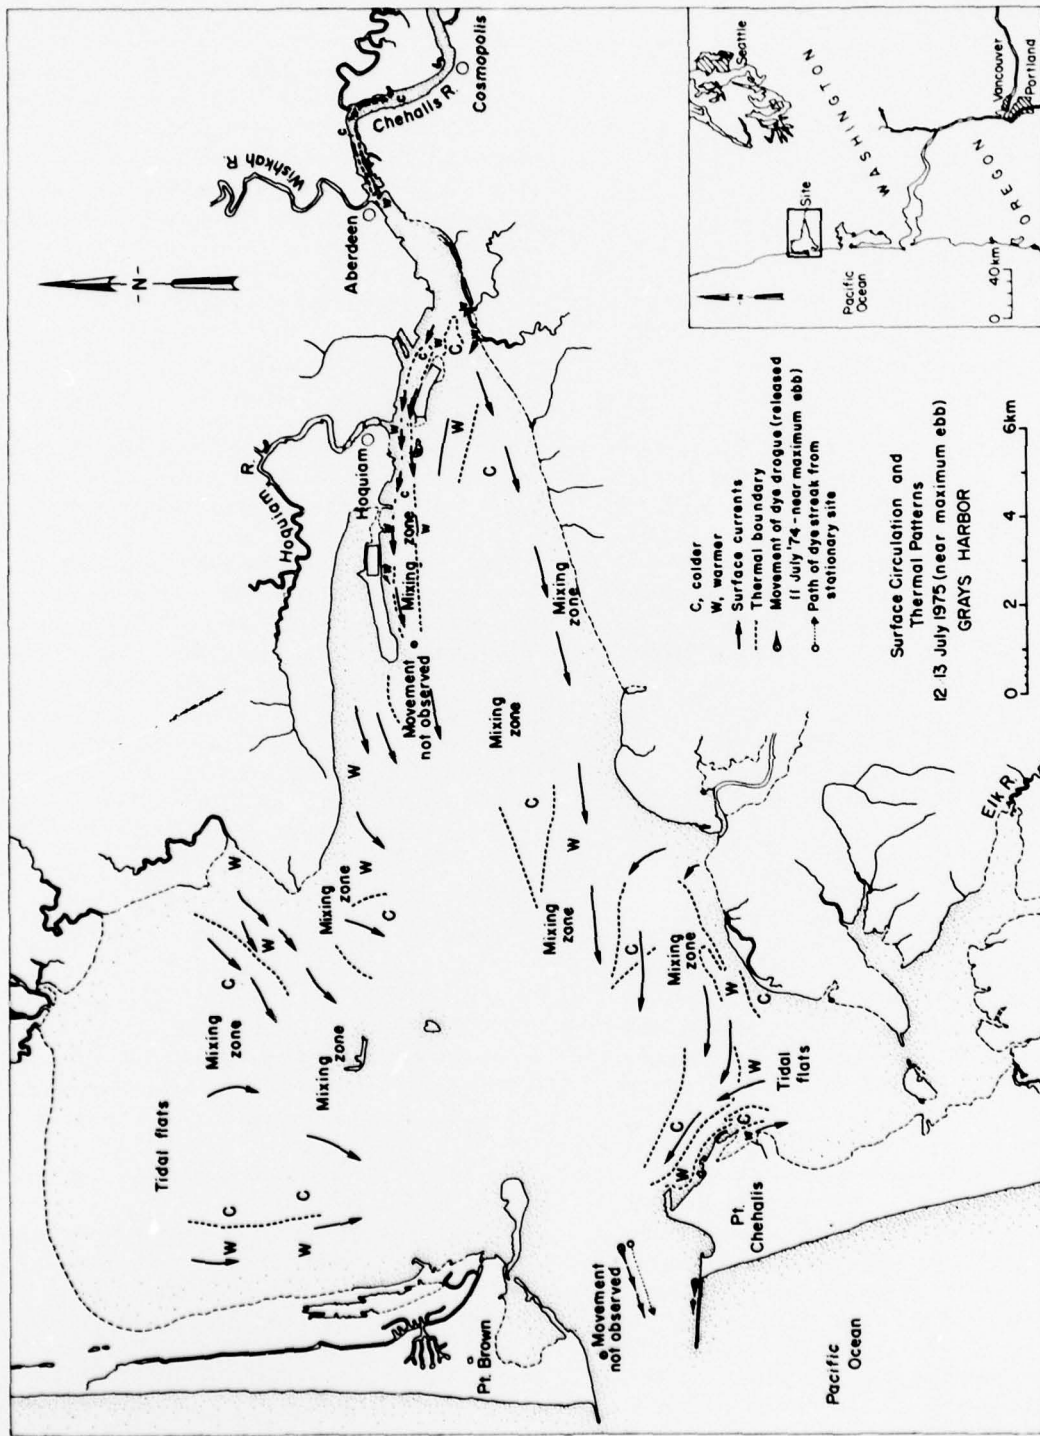 -N-
Wishkah
R.
Aberdeen
Chehalis R.
Cosmopolis
Hoquiam
R.
Hoquiam
C
W
C
W
C
W
C
W
Mixing
zone
Mixing
zone
Movement
not observed
Mixing
zone
Mixing
zone
W
C
W
Mixing
zone
W
C
Mixing
zone
W
W
C
Mixing
zone
Mixing
zone
Tidal flats
C
C
W
W
C
Mixing
zone
W
C
W
Tidal
flats
C
W
C
C
W
Elk R.
Pt.
Chehalis
Movement
not observed
Pt. Brown
Pacific
Ocean
C, colder
W, warmer
Surface currents
Thermal boundary
Movement of dye drogue (released
11 July '74-near maximum ebb)
Path of dye streak from
stationary site
Surface Circulation and
Thermal Patterns
12 13 July 1975 (near maximum ebb)
GRAYS HARBOR
0 2 4 6km
Seattle
WASHINGTON
Site
Vancouver
Portland
OREGON
Pacific
Ocean
0 40km